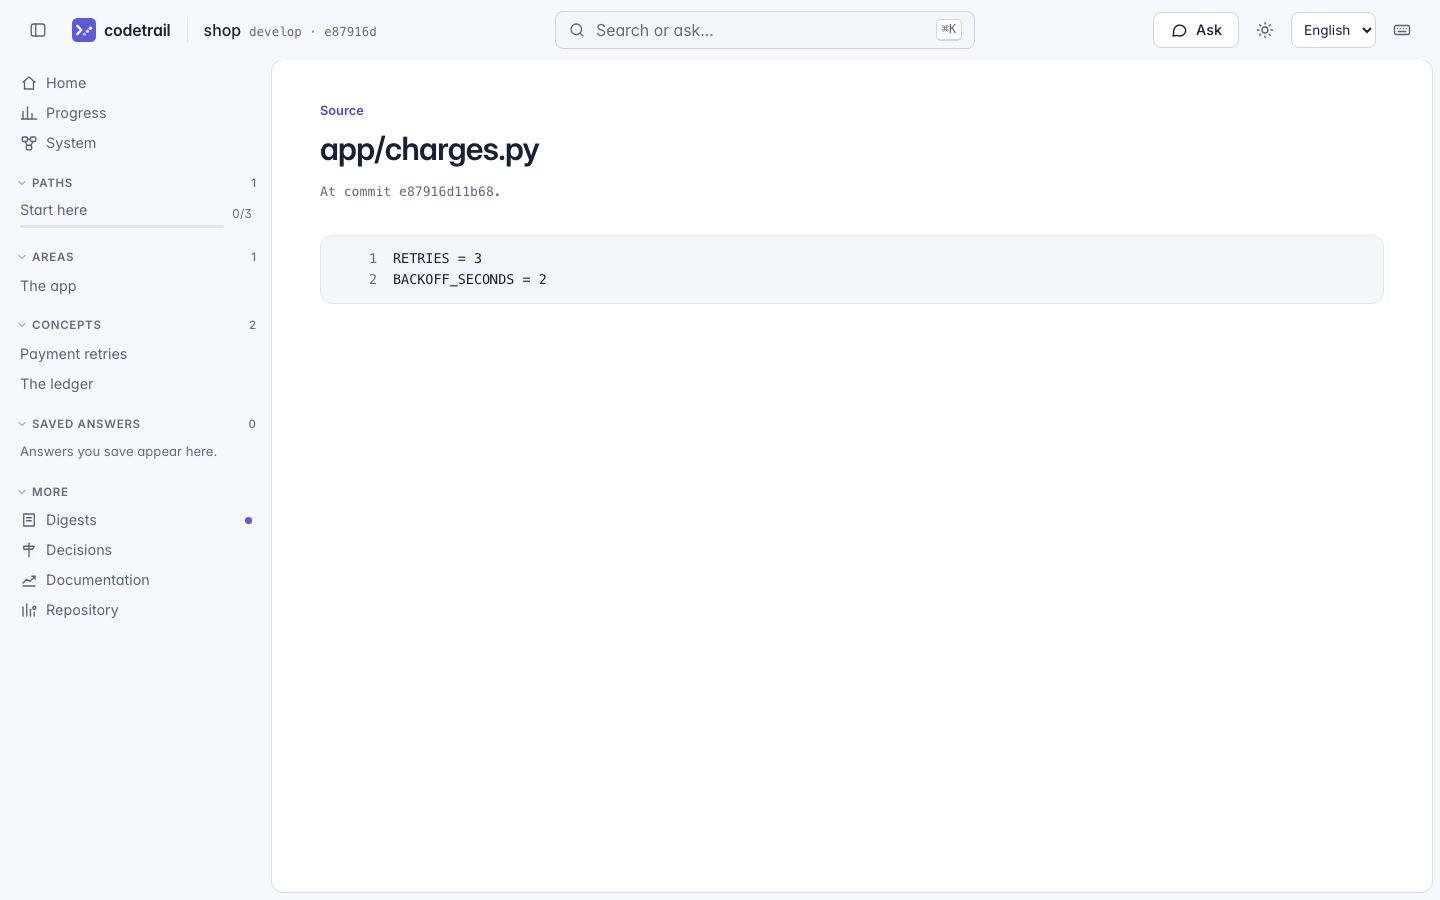 codetrail
shop develop · e87916d
Search or ask...
⌘K
Ask
English
Home
Progress
System
PATHS 1
Start here 0/3
AREAS 1
The app
CONCEPTS 2
Payment retries
The ledger
SAVED ANSWERS 0
Answers you save appear here.
MORE
Digests
Decisions
Documentation
Repository
Source
app/charges.py
At commit e87916d11b68.
1 RETRIES = 3
2 BACKOFF_SECONDS = 2